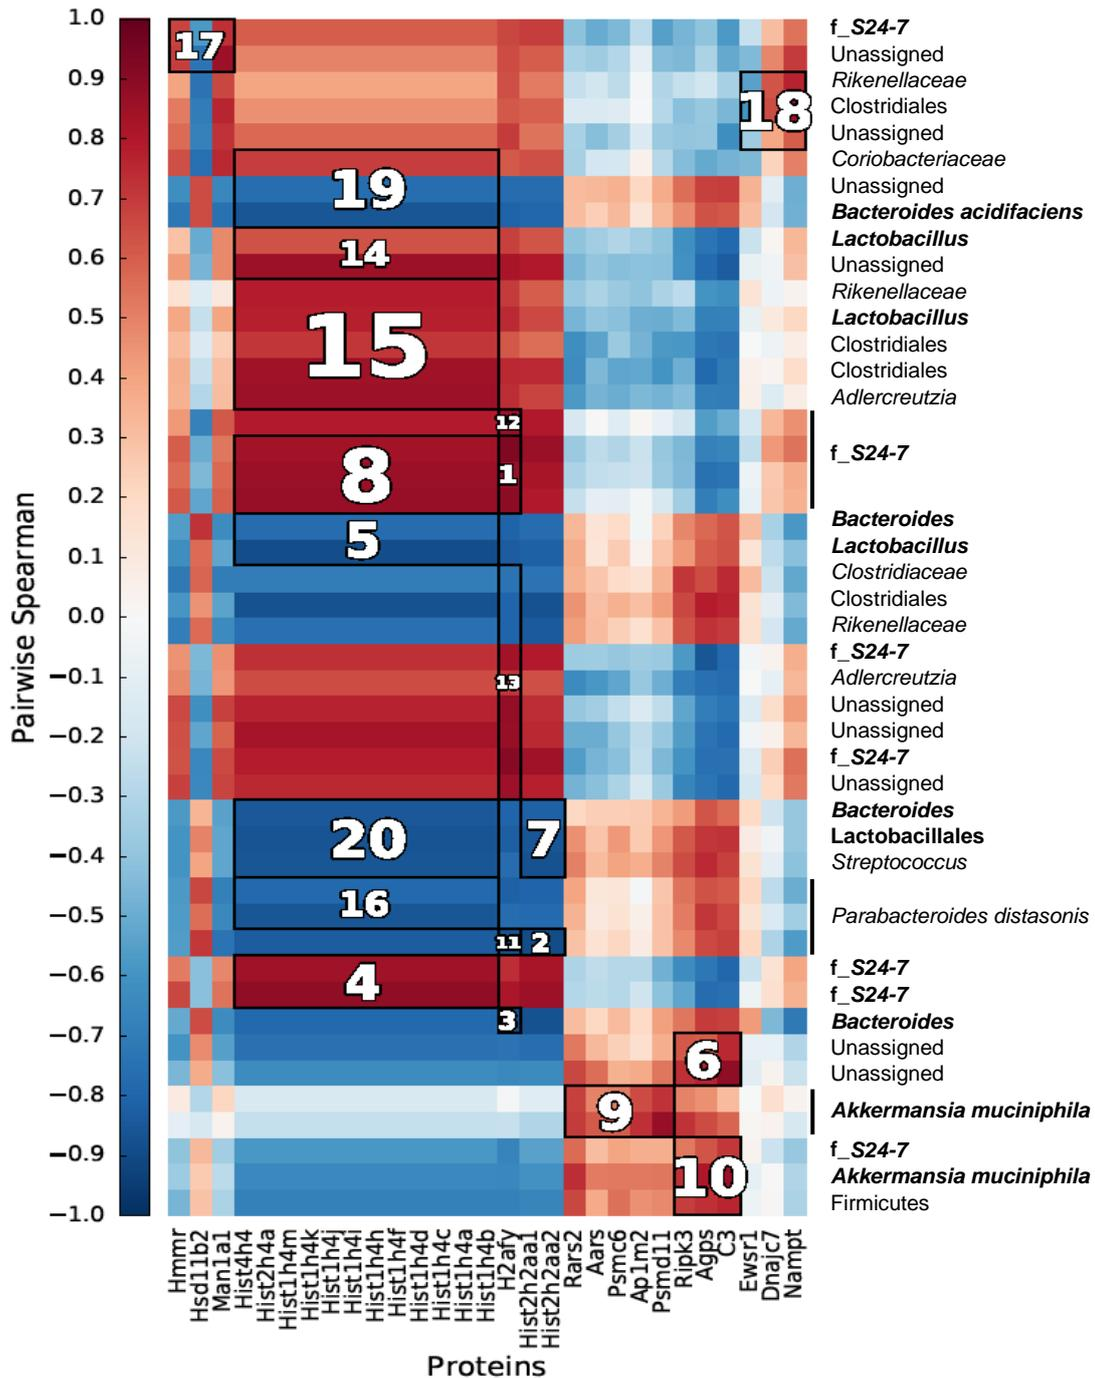 Pairwise Spearman
1.0
0.9
0.8
0.7
0.6
0.5
0.4
0.3
0.2
0.1
0.0
−0.1
−0.2
−0.3
−0.4
−0.5
−0.6
−0.7
−0.8
−0.9
−1.0
17
18
19
14
15
12
8
1
5
13
20
7
16
11
2
4
3
6
9
10
f_S24-7
Unassigned
Rikenellaceae
Clostridiales
Unassigned
Coriobacteriaceae
Unassigned
Bacteroides acidifaciens
Lactobacillus
Unassigned
Rikenellaceae
Lactobacillus
Clostridiales
Clostridiales
Adlercreutzia
f_S24-7
Bacteroides
Lactobacillus
Clostridiaceae
Clostridiales
Rikenellaceae
f_S24-7
Adlercreutzia
Unassigned
Unassigned
f_S24-7
Unassigned
Bacteroides
Lactobacillales
Streptococcus
Parabacteroides distasonis
f_S24-7
f_S24-7
Bacteroides
Unassigned
Unassigned
Akkermansia muciniphila
f_S24-7
Akkermansia muciniphila
Firmicutes
Hmmr
Hsd11b2
Man1a1
Hist4h4
Hist2h4a
Hist1h4m
Hist1h4k
Hist1h4j
Hist1h4i
Hist1h4h
Hist1h4f
Hist1h4d
Hist1h4c
Hist1h4a
Hist1h4b
H2afy
Hist2h2aa1
Hist2h2aa2
Rars2
Aars
Psmc6
Ap1m2
Psmd11
Ripk3
Agps
C3
Ewsr1
Dnajc7
Nampt
Proteins